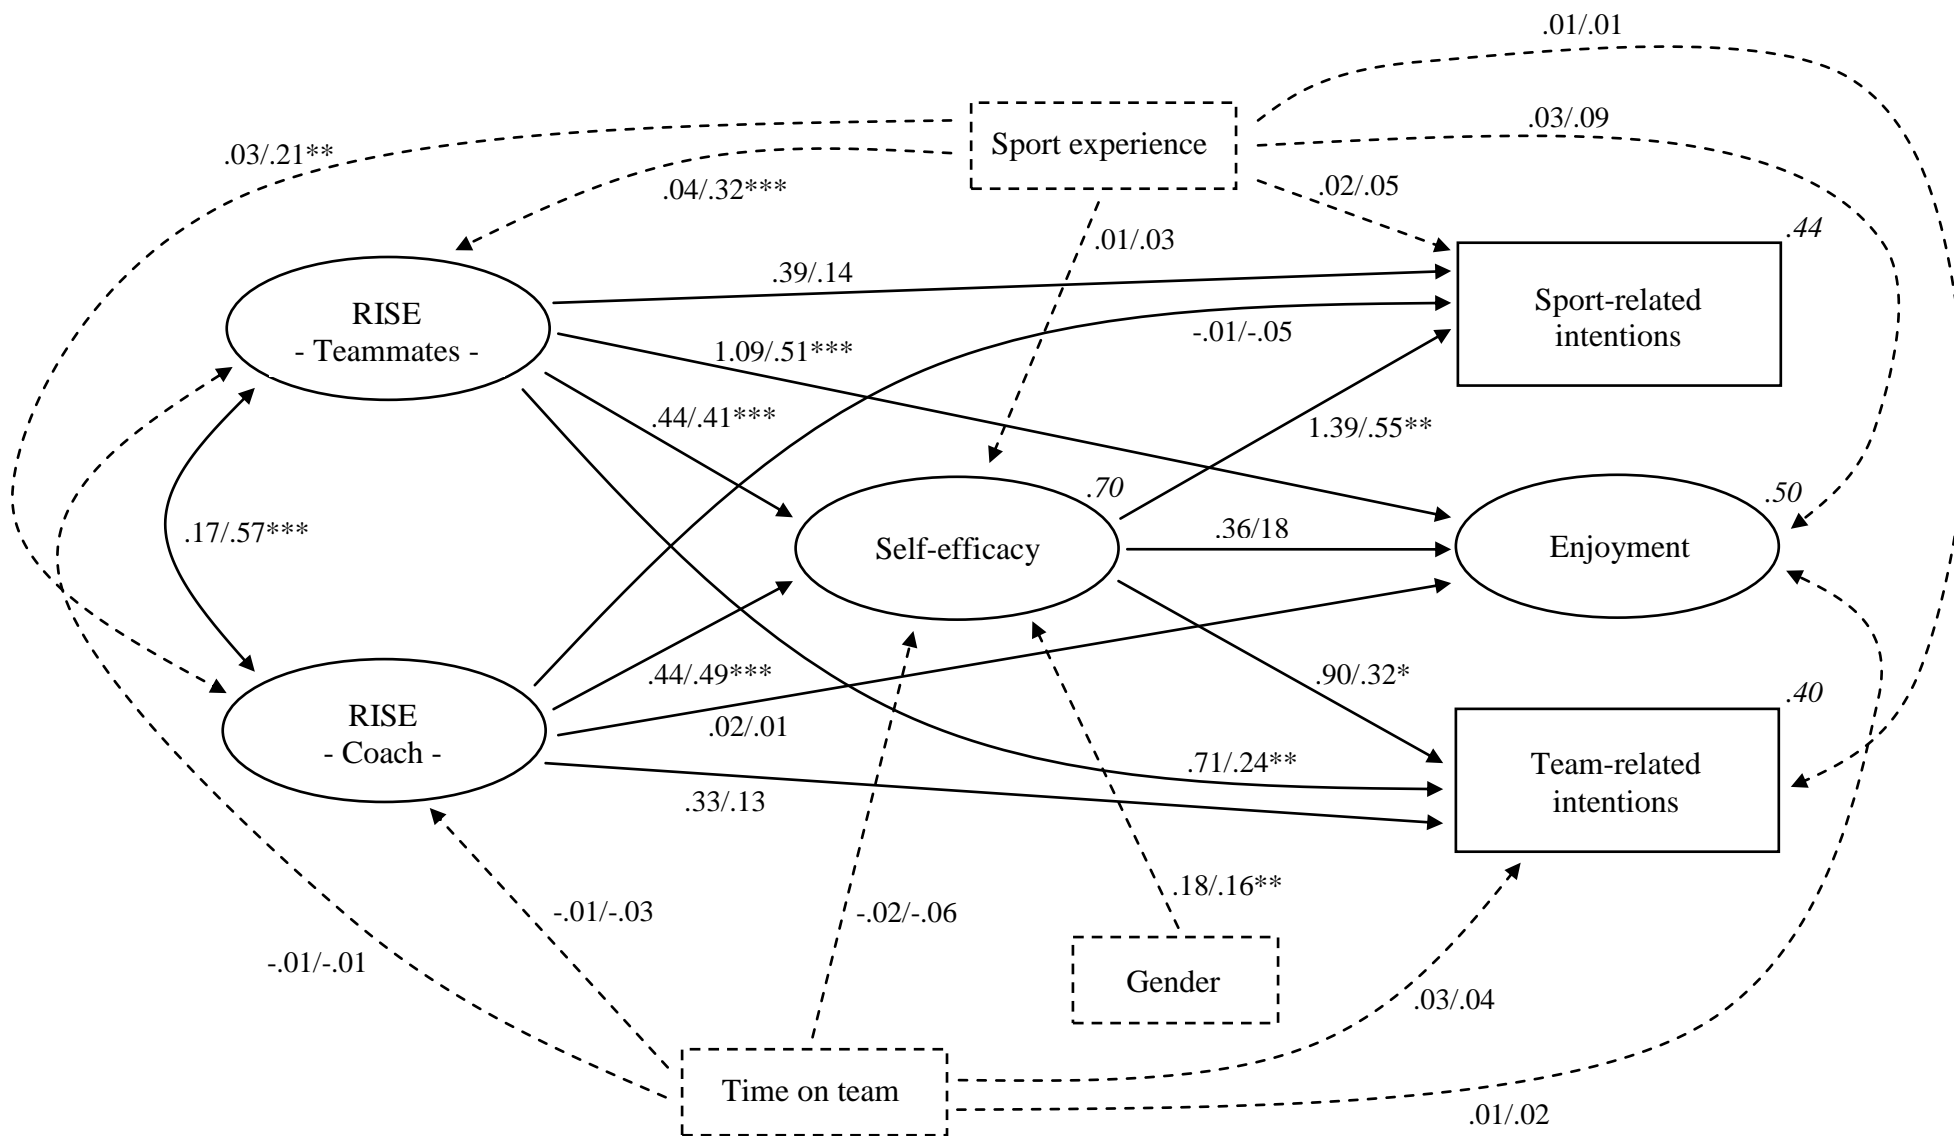 .01/.01
.03/.09
Sport experience
.03/.21**
.04/.32***
.02/.05
.44
.01/.03
.39/.14
RISE
- Teammates -
Sport-related
intentions
-.01/-.05
1.09/.51***
.44/.41***
1.39/.55**
.70
.50
.17/.57***
.36/18
Self-efficacy
Enjoyment
.44/.49***
.90/.32*
.40
RISE
- Coach -
.02/.01
.71/.24**
Team-related
intentions
.33/.13
.18/.16**
-.01/-.03
-.02/-.06
-.01/-.01
Gender
.03/.04
Time on team
.01/.02